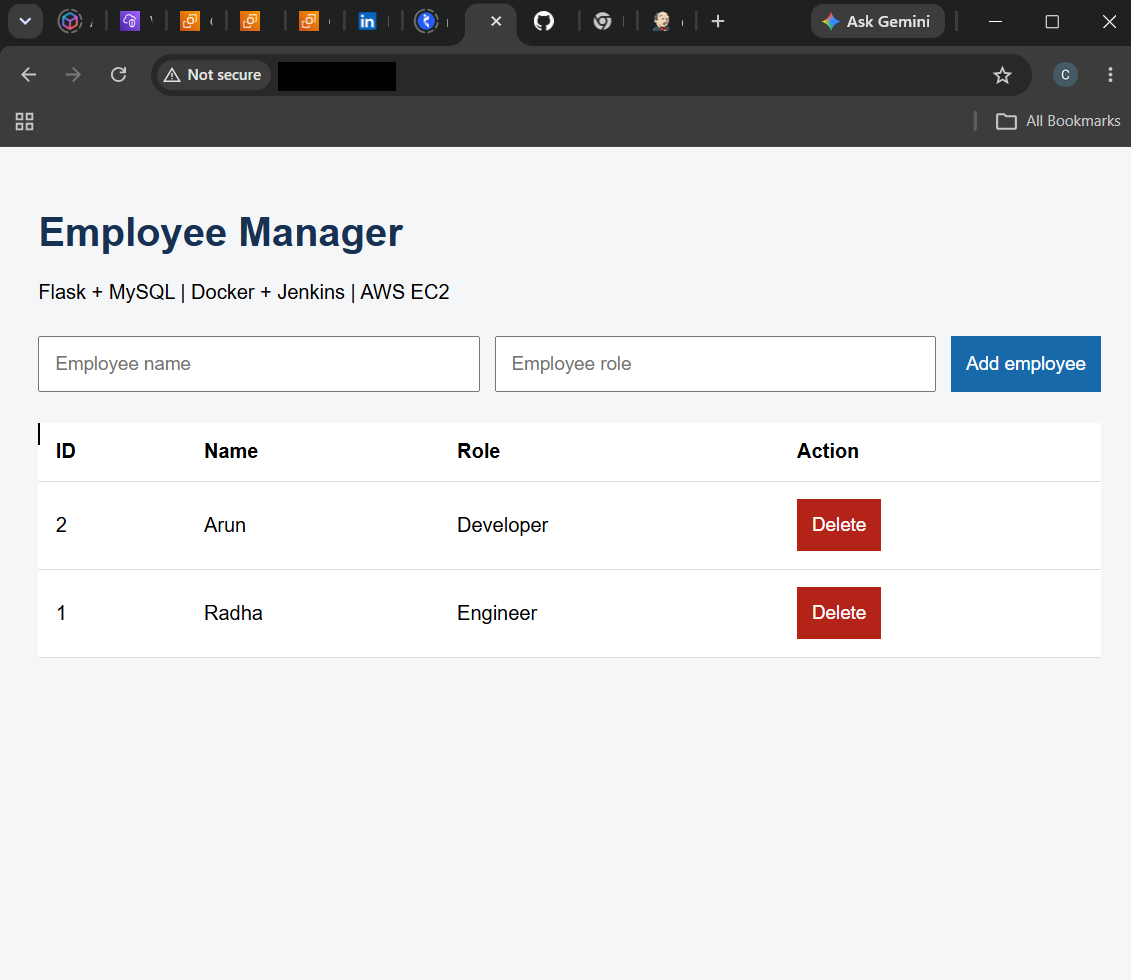 Ask Gemini
Not secure
All Bookmarks
Employee Manager
Flask + MySQL | Docker + Jenkins | AWS EC2
Employee name Employee role Add employee
ID Name Role Action
2 Arun Developer Delete
1 Radha Engineer Delete